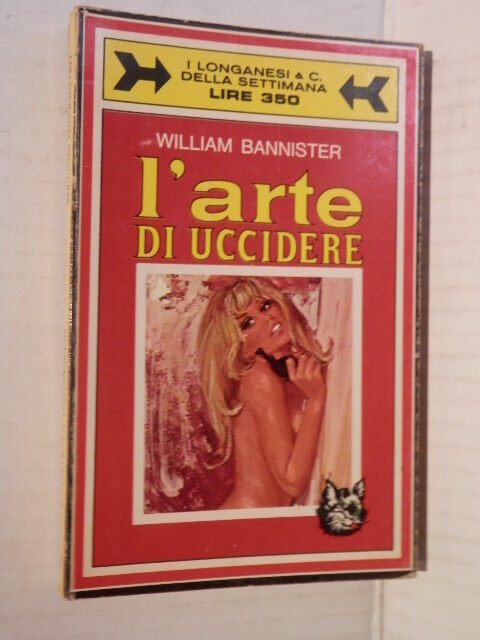 I LONGANESI & C.
DELLA SETTIMANA
LIRE 350
WILLIAM BANNISTER
l'arte
DI UCCIDERE